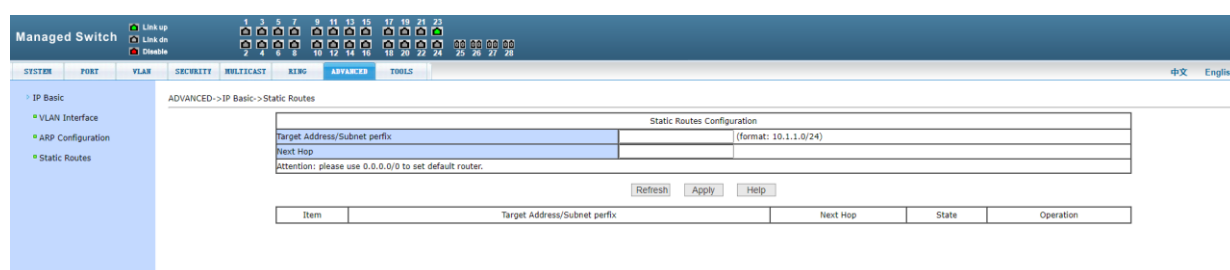 1 3 5 7 9 11 13 15 17 19 21 23
Managed Switch
Link up
Link dn
Disable
2 4 6 8 10 12 14 16 18 20 22 24 25 26 27 28
SYSTEM PORT VLAN SECURITY MULTICAST RING ADVANCED TOOLS 中文 Englis
IP Basic
VLAN Interface
ARP Configuration
Static Routes
ADVANCED->IP Basic->Static Routes
Static Routes Configuration
Target Address/Subnet perfix (format: 10.1.1.0/24)
Next Hop
Attention: please use 0.0.0.0/0 to set default router.
Refresh Apply Help
Item Target Address/Subnet perfix Next Hop State Operation